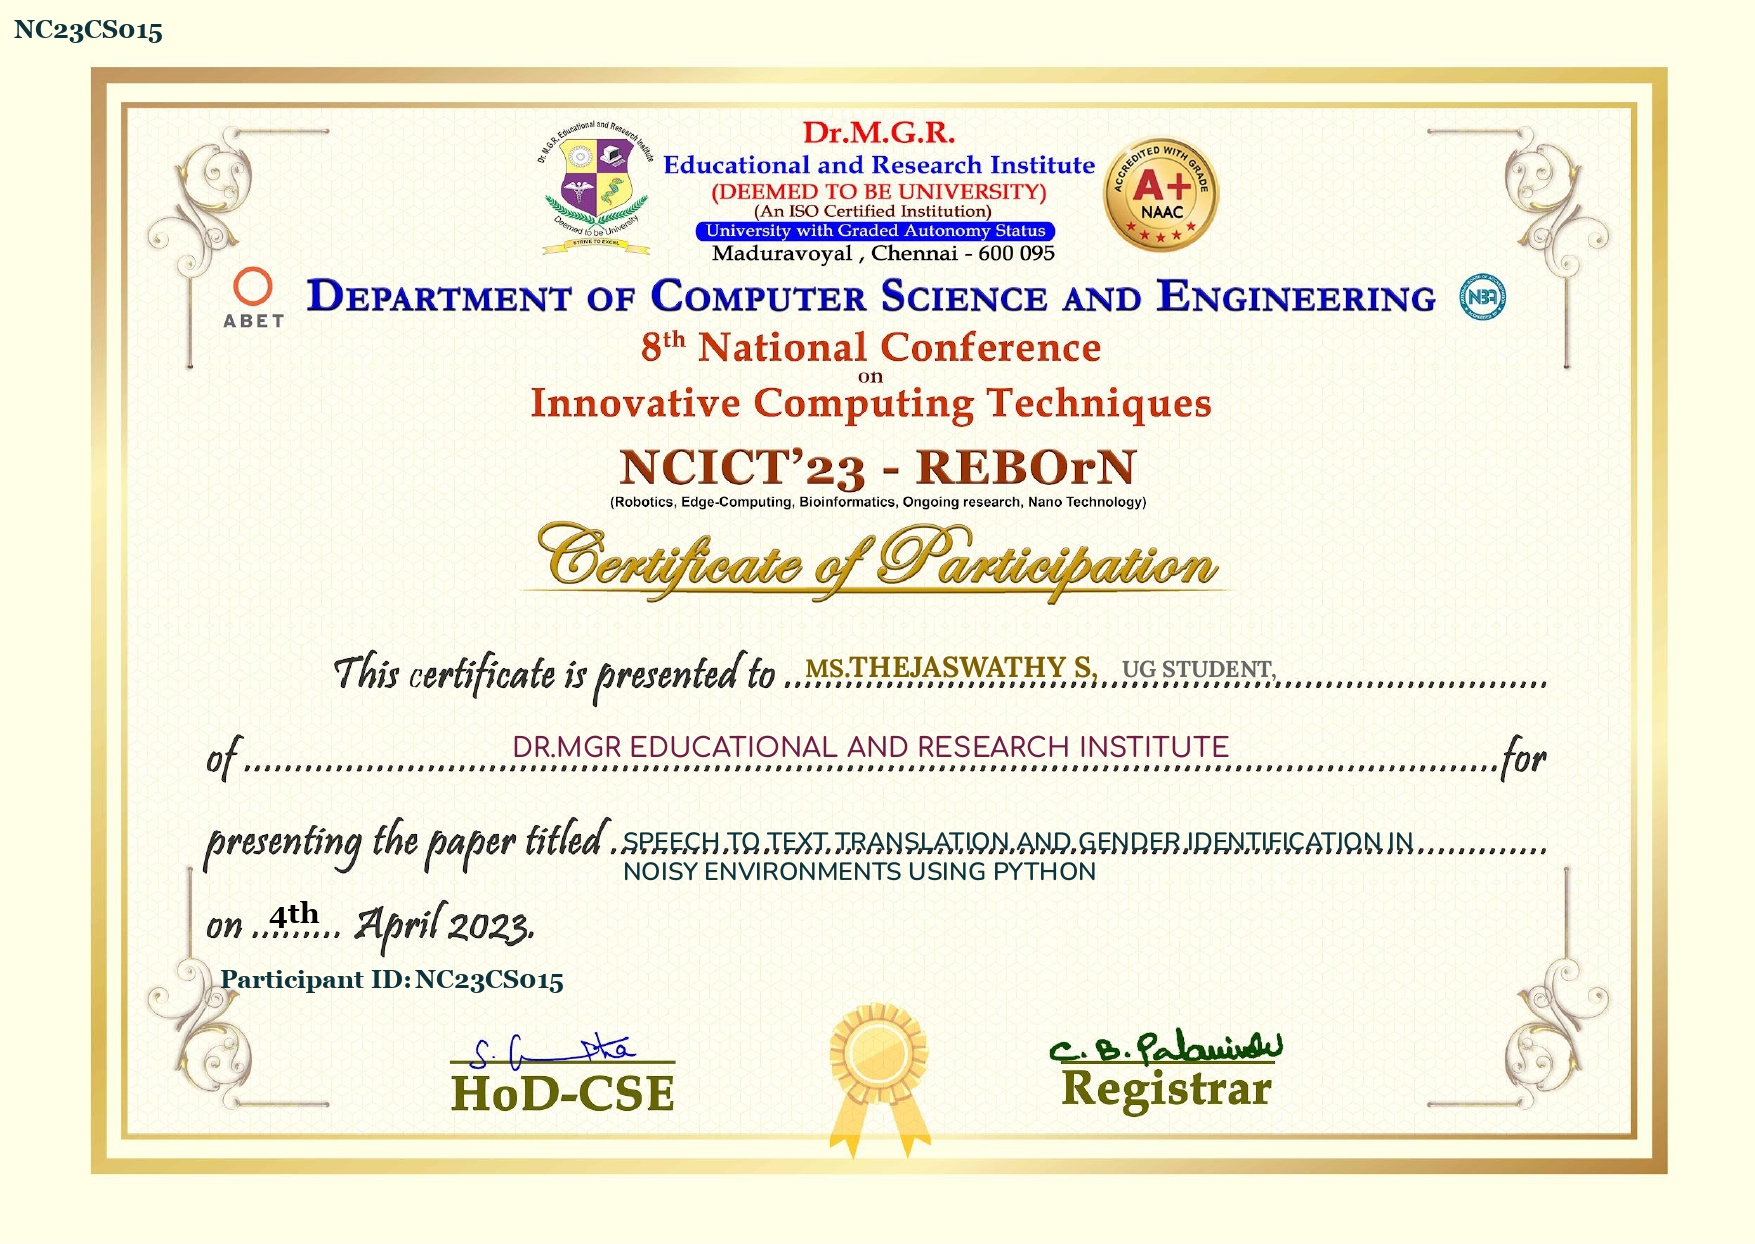 NC23CS015
Dr. M.G.R. Educational and Research Institute
Deemed to be University
STRIVE TO EXCEL
Dr.M.G.R.
Educational and Research Institute
(DEEMED TO BE UNIVERSITY)
(An ISO Certified Institution)
University with Graded Autonomy Status
Maduravoyal , Chennai - 600 095
ACCREDITED WITH GRADE
A+
NAAC
ABET
DEPARTMENT OF COMPUTER SCIENCE AND ENGINEERING
NBA
8th National Conference
on
Innovative Computing Techniques
NCICT’23 - REBOrN
(Robotics, Edge-Computing, Bioinformatics, Ongoing research, Nano Technology)
Certificate of Participation
This certificate is presented to MS.THEJASWATHY S, UG STUDENT,
of DR.MGR EDUCATIONAL AND RESEARCH INSTITUTE for
presenting the paper titled SPEECH TO TEXT TRANSLATION AND GENDER IDENTIFICATION IN
NOISY ENVIRONMENTS USING PYTHON
on 4th April 2023.
Participant ID: NC23CS015
C. B. Palanivelu
HoD-CSE
Registrar